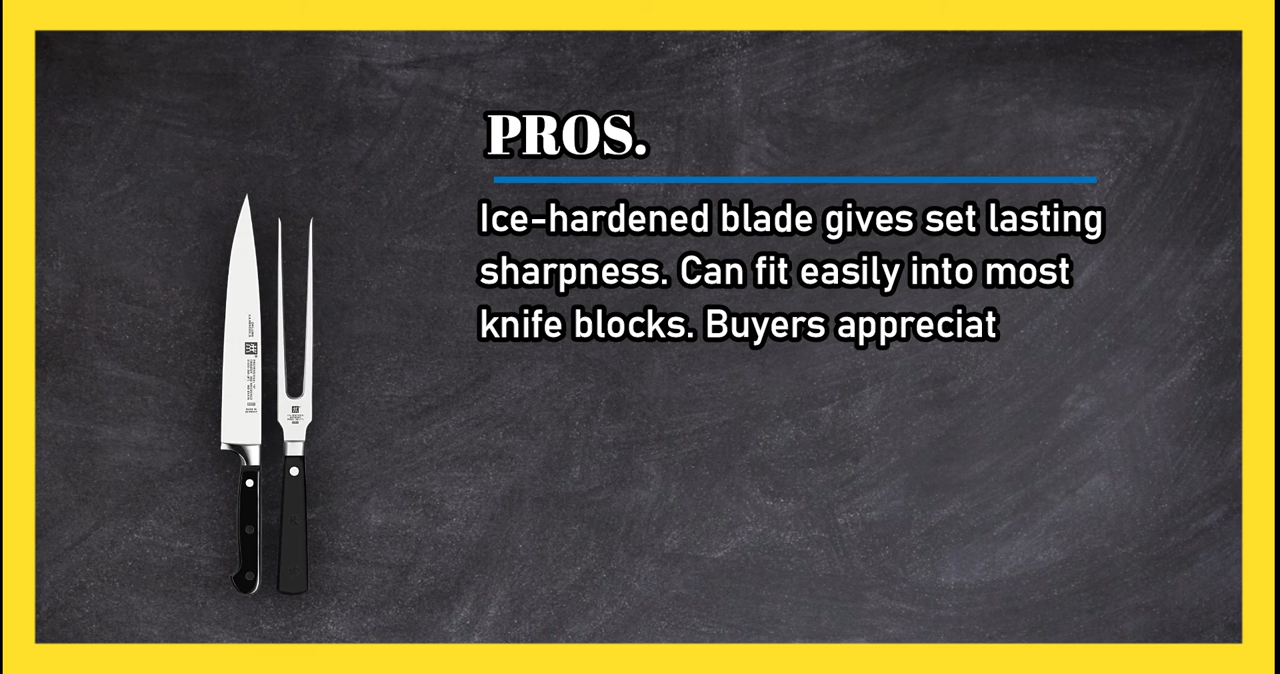 PROS.
Ice-hardened blade gives set lasting
sharpness. Can fit easily into most
knife blocks. Buyers appreciat